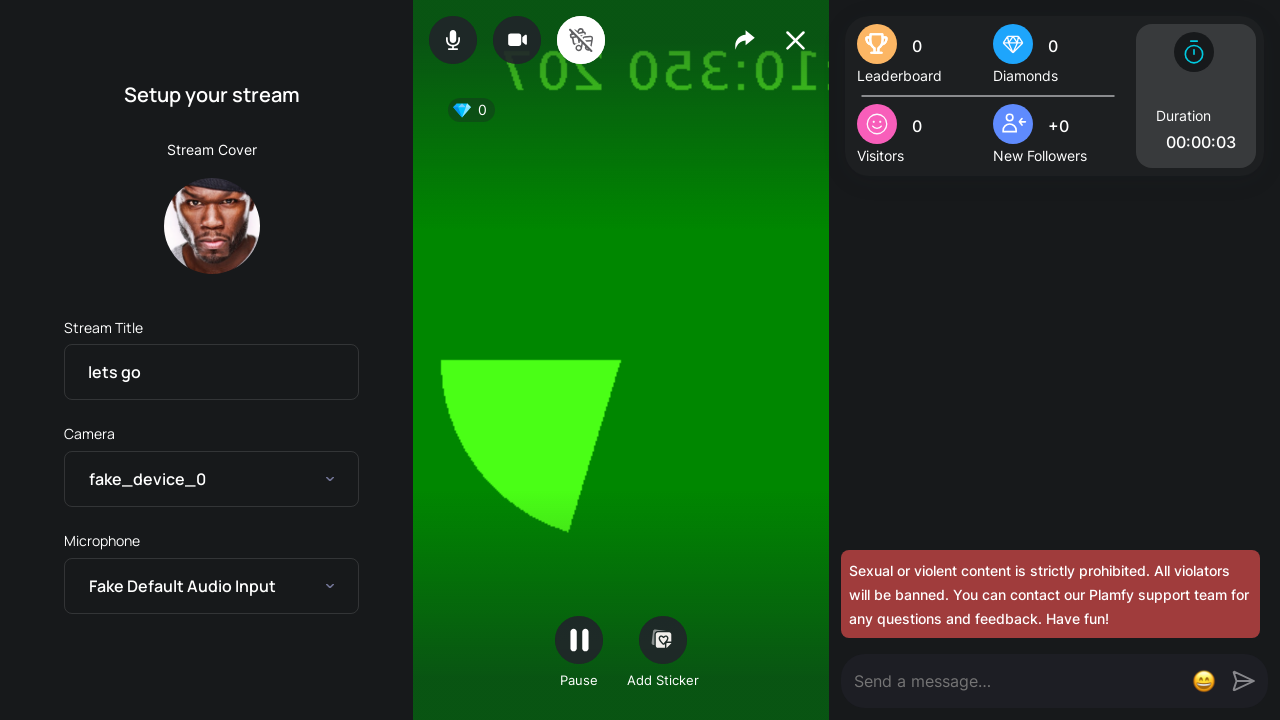 Setup your stream
Stream Cover
Stream Title
lets go
Camera
fake_device_0
Microphone
Fake Default Audio Input
:10:350 207
0
Pause
Add Sticker
0
Leaderboard
0
Diamonds
0
Visitors
+0
New Followers
Duration
00:00:03
Sexual or violent content is strictly prohibited. All violators
will be banned. You can contact our Plamfy support team for
any questions and feedback. Have fun!
Send a message...